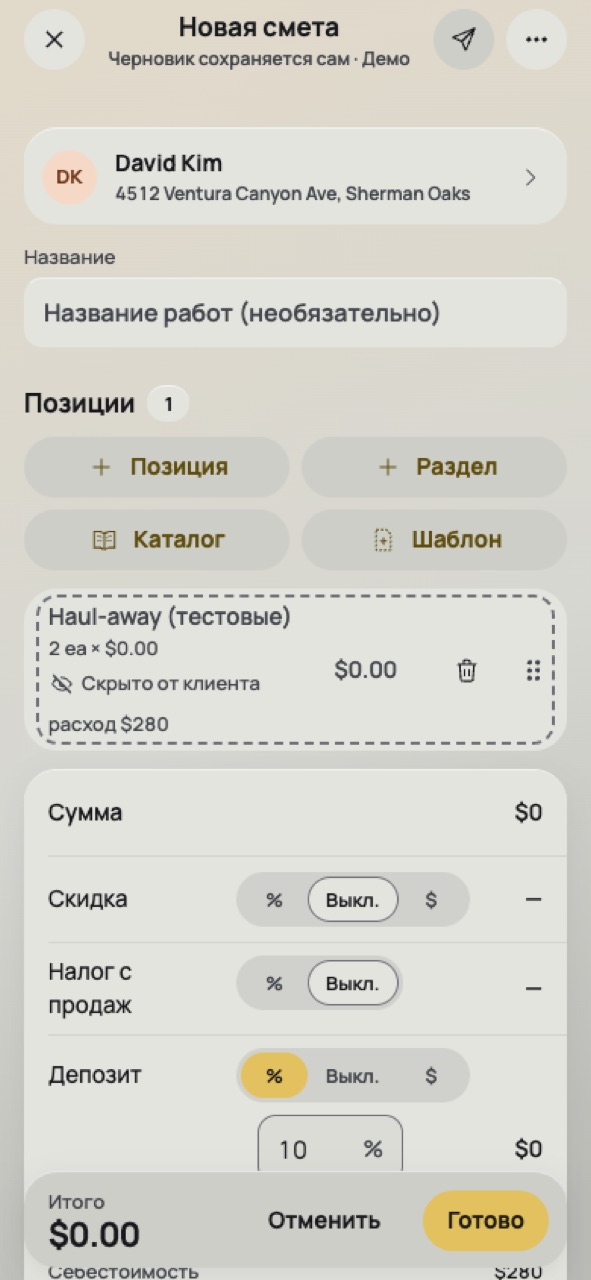 Новая смета
Черновик сохраняется сам · Демо
DK
David Kim
4512 Ventura Canyon Ave, Sherman Oaks
Название
Название работ (необязательно)
Позиции 1
+ Позиция
+ Раздел
Каталог
Шаблон
Haul-away (тестовые)
2 ea × $0.00
Скрыто от клиента
расход $280
$0.00
Сумма $0
Скидка % Выкл. $ –
Налог с
продаж
% Выкл. –
Депозит % Выкл. $
10 % $0
Итого
$0.00
Отменить
Готово
Себестоимость $280